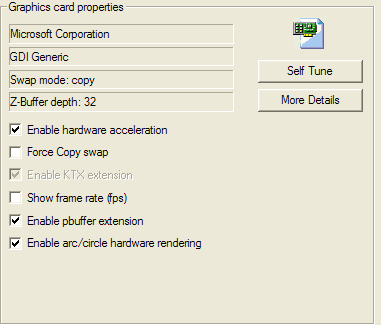 Graphics card properties
Microsoft Corporation
GDI Generic
Swap mode: copy
Z-Buffer depth: 32
Self Tune
More Details
Enable hardware acceleration
Force Copy swap
Enable KTX extension
Show frame rate (fps)
Enable pbuffer extension
Enable arc/circle hardware rendering